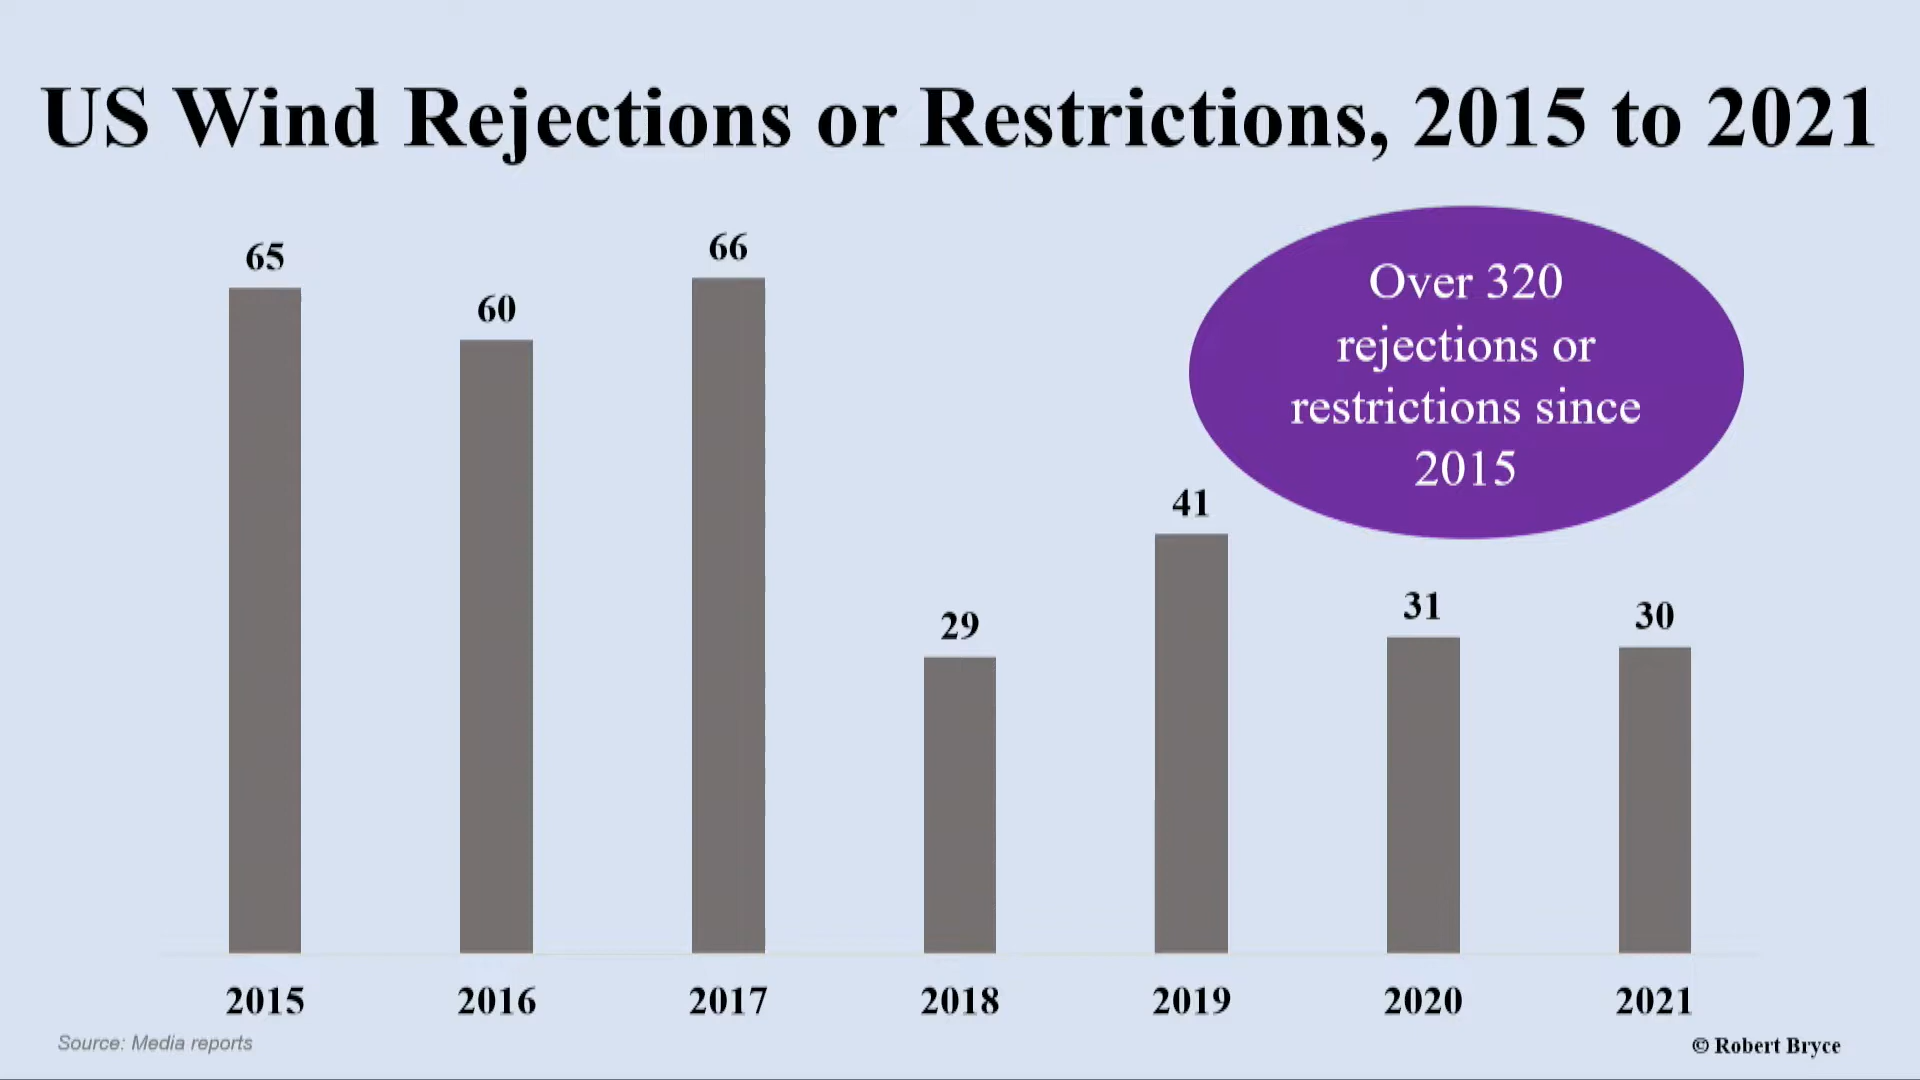 US Wind Rejections or Restrictions, 2015 to 2021
65
60
66
29
41
31
30
Over 320
rejections or
restrictions since
2015
2015
2016
2017
2018
2019
2020
2021
Source: Media reports
© Robert Bryce